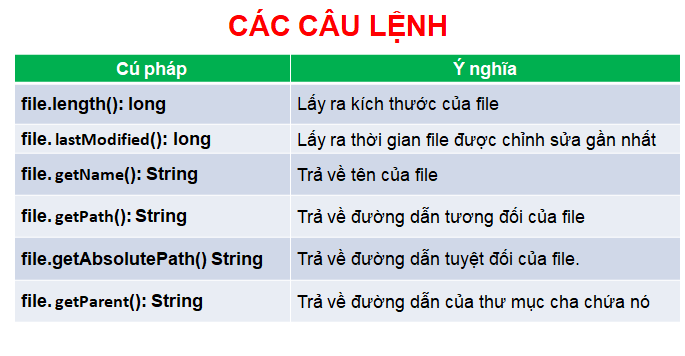 CÁC CÂU LỆNH
Cú pháp Ý nghĩa
file.length(): long Lấy ra kích thước của file
file. lastModified(): long Lấy ra thời gian file được chỉnh sửa gần nhất
file. getName(): String Trả về tên của file
file. getPath(): String Trả về đường dẫn tương đối của file
file.getAbsolutePath() String Trả về đường dẫn tuyệt đối của file.
file. getParent(): String Trả về đường dẫn của thư mục cha chứa nó